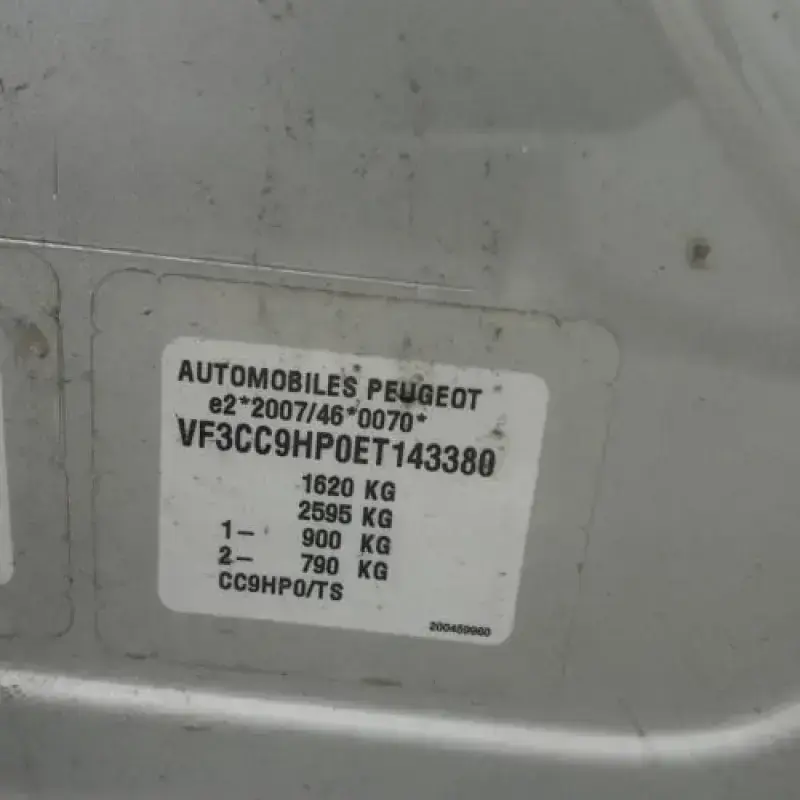 AUTOMOBILES PEUGEOT
e2*2007/46*0070*
VF3CC9HP0ET143380
1620 KG
2595 KG
1- 900 KG
2- 790 KG
CC9HP0/TS